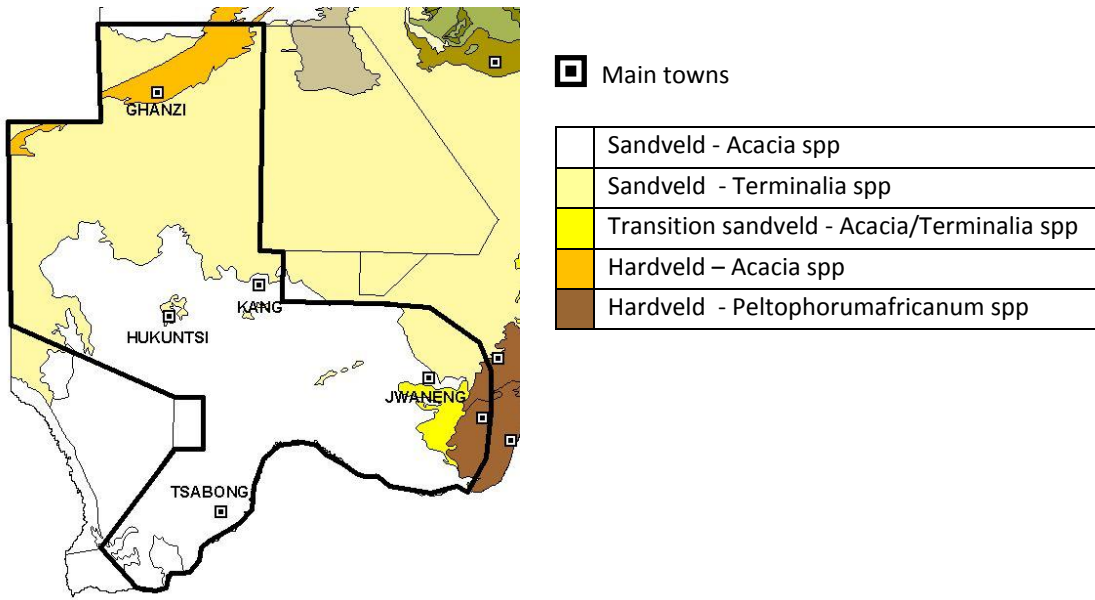 GHANZI
KANG
HUKUNTSI
JWANENG
TSABONG
Main towns
Sandveld - Acacia spp
Sandveld - Terminalia spp
Transition sandveld - Acacia/Terminalia spp
Hardveld – Acacia spp
Hardveld - Peltophorumafricanum spp